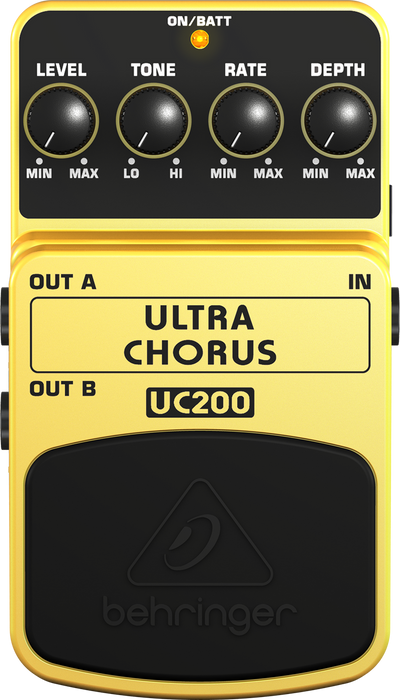 ON/BATT
LEVEL TONE RATE DEPTH
MIN MAX LO HI MIN MAX MIN MAX
OUT A IN
ULTRA
CHORUS
OUT B
UC200
behringer